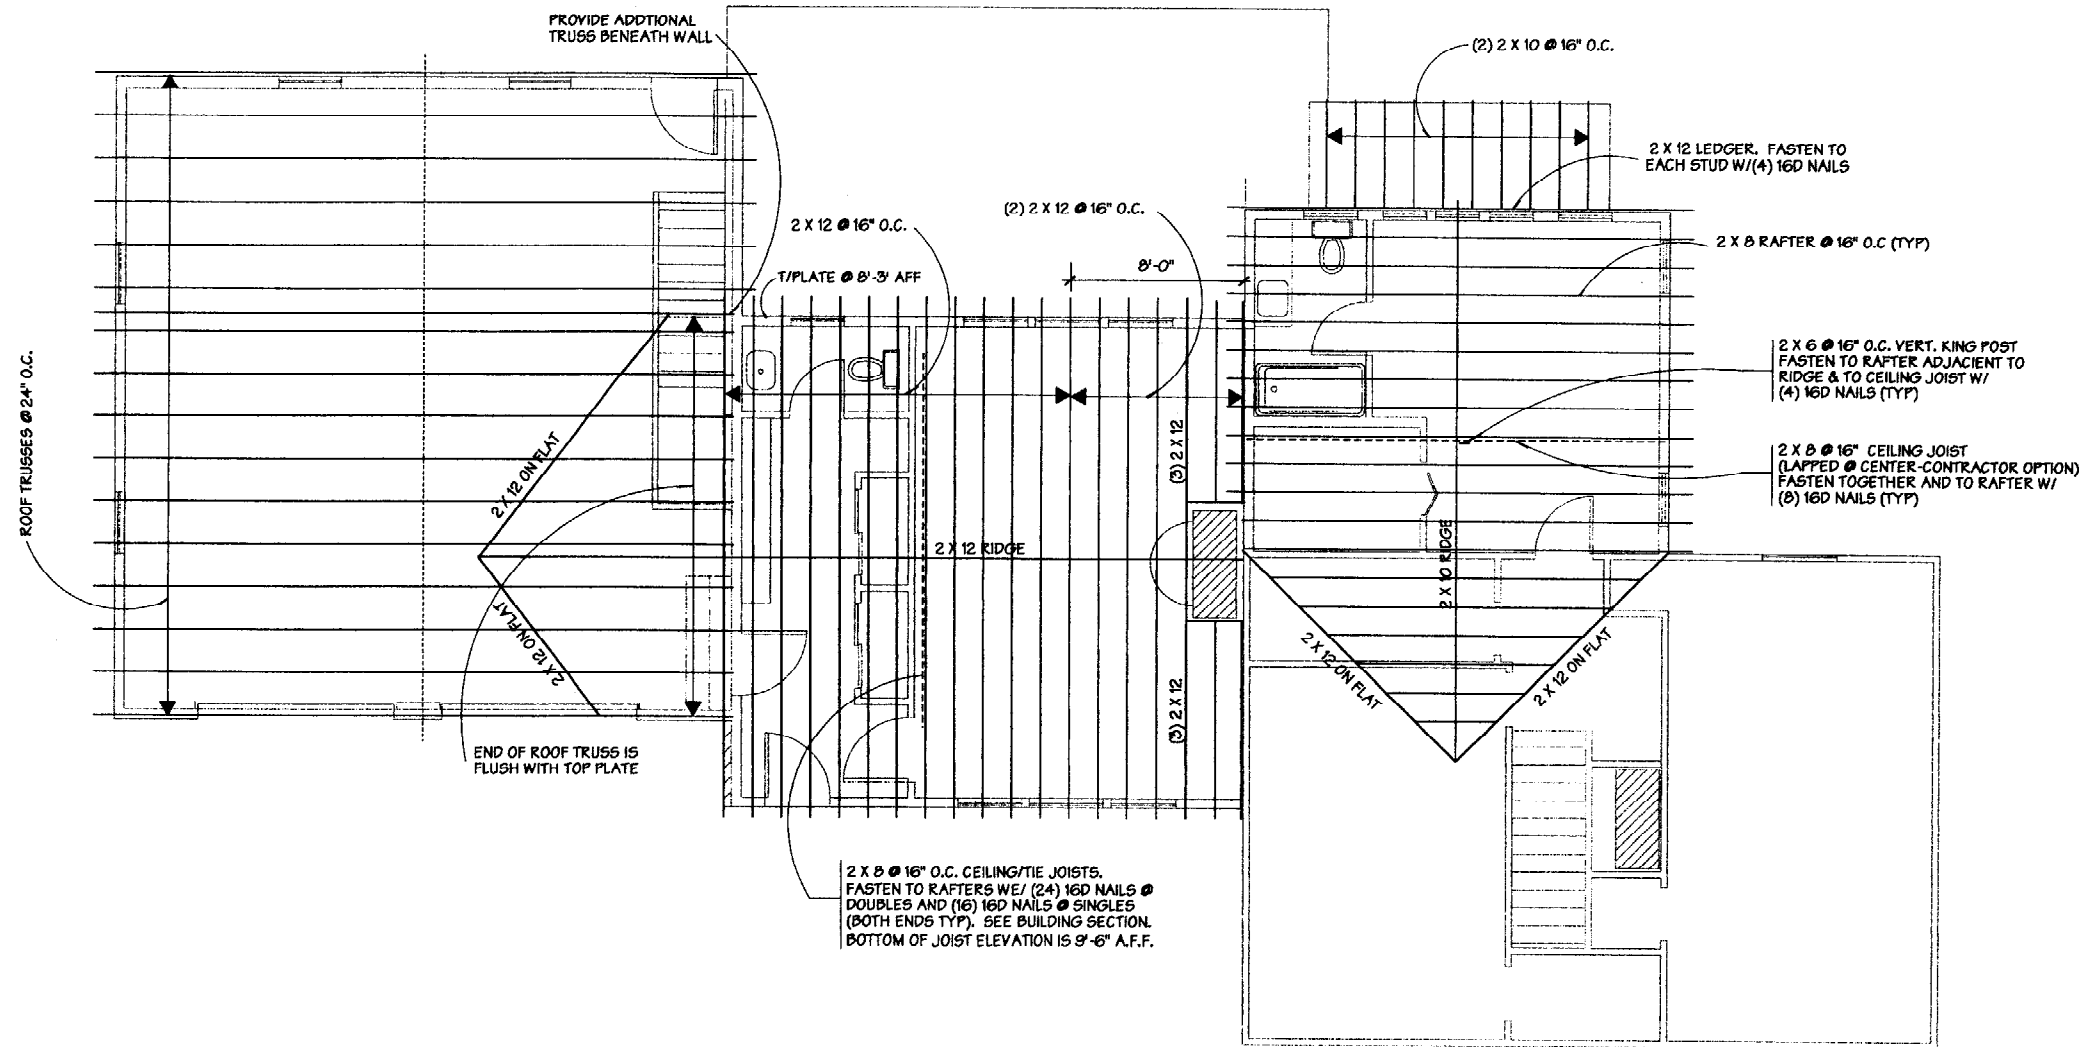 PROVIDE ADDTIONAL
TRUSS BENEATH WALL
(2) 2 X 10 @ 16" O.C.
2 X 12 LEDGER. FASTEN TO
EACH STUD W/(4) 16D NAILS
(2) 2 X 12 @ 16" O.C.
2 X 12 @ 16" O.C.
2 X 8 RAFTER @ 16" O.C (TYP)
8'-0"
T/PLATE @ 8'-3' AFF
2 X 6 @ 16" O.C. VERT. KING POST
FASTEN TO RAFTER ADJACIENT TO
RIDGE & TO CEILING JOIST W/
(4) 16D NAILS (TYP)
ROOF TRUSSES @ 24" O.C.
2 X 12 ON FLAT
(3) 2 X 12
2 X 8 @ 16" CEILING JOIST
(LAPPED @ CENTER-CONTRACTOR OPTION)
FASTEN TOGETHER AND TO RAFTER W/
(8) 16D NAILS (TYP)
2 X 12 RIDGE
2 X 10 RIDGE
2 X 12 ON FLAT
2 X 12 ON FLAT
2 X 12 ON FLAT
(3) 2 X 12
END OF ROOF TRUSS IS
FLUSH WITH TOP PLATE
2 X 8 @ 16" O.C. CEILING/TIE JOISTS.
FASTEN TO RAFTERS WE/ (24) 16D NAILS @
DOUBLES AND (16) 16D NAILS @ SINGLES
(BOTH ENDS TYP). SEE BUILDING SECTION.
BOTTOM OF JOIST ELEVATION IS 9'-6" A.F.F.